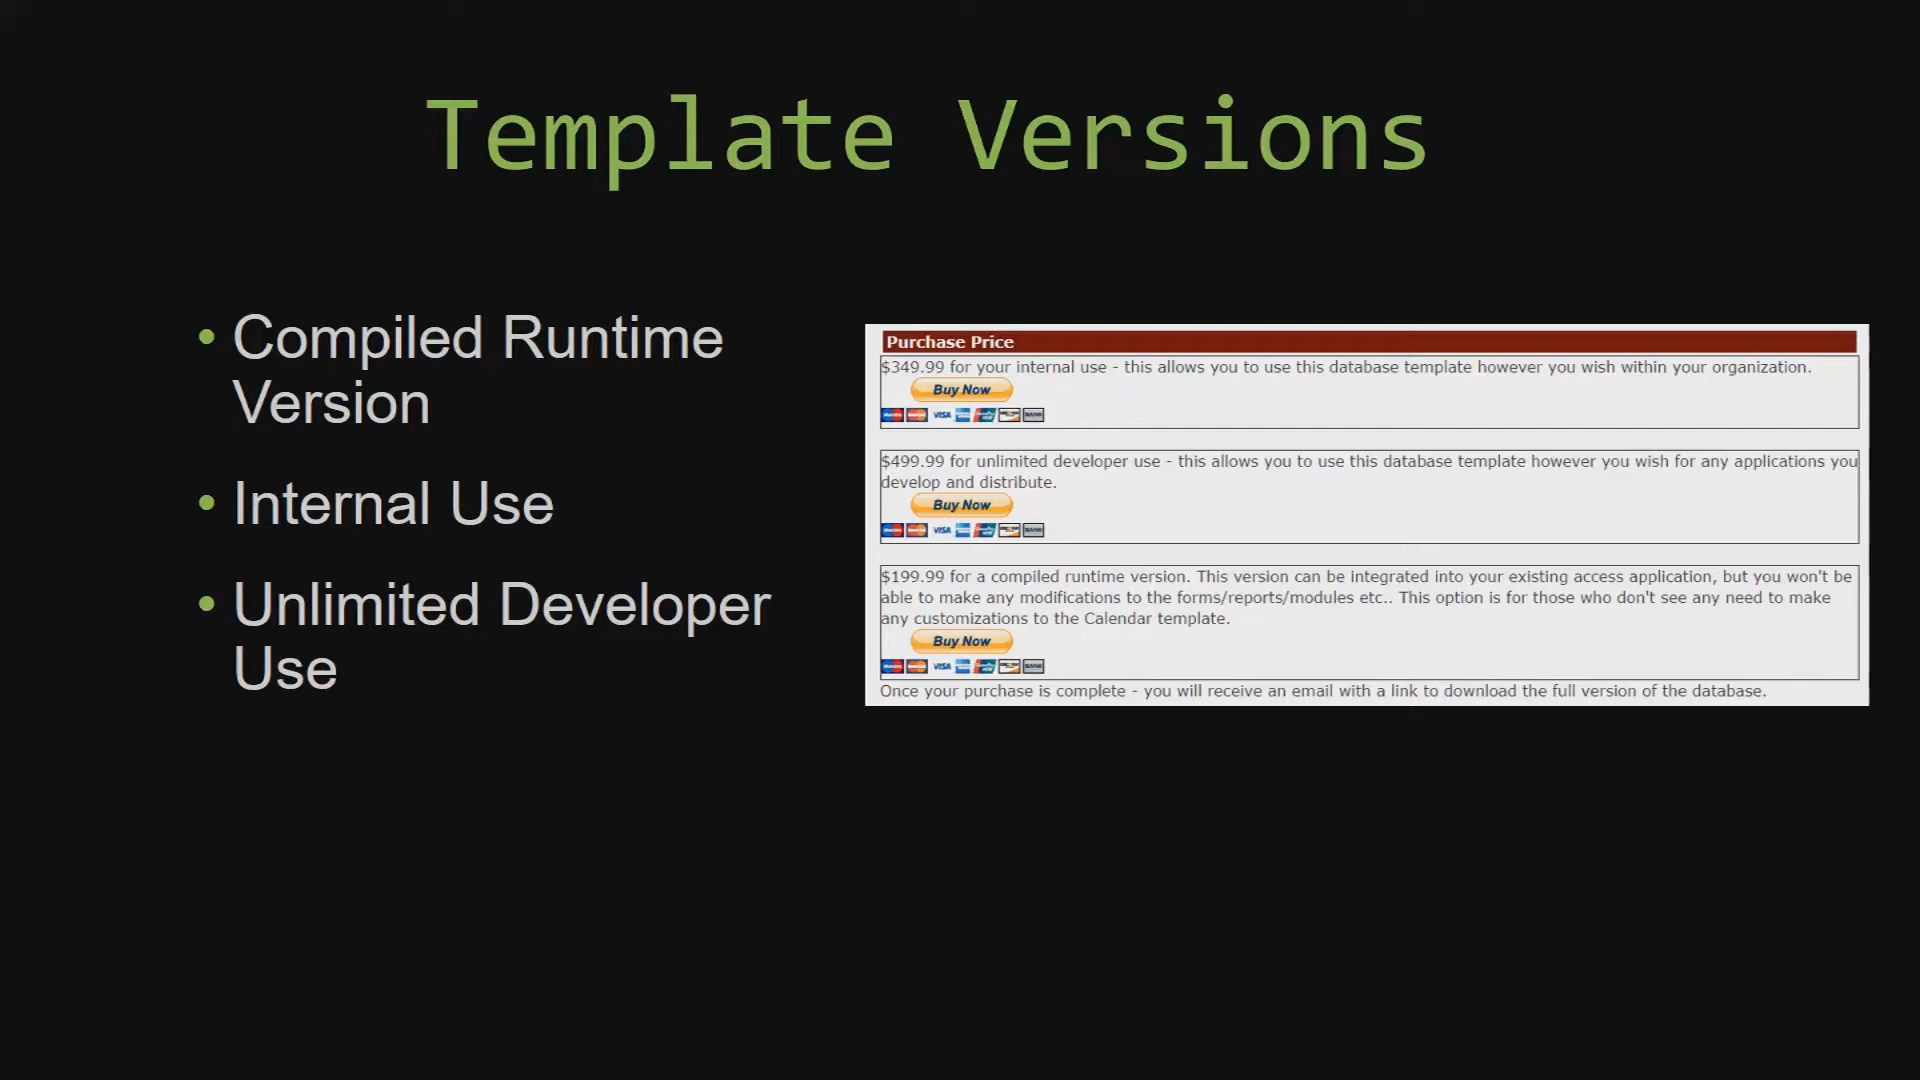 Template Versions
• Compiled Runtime
Version
• Internal Use
• Unlimited Developer
Use
Purchase Price
$349.99 for your internal use - this allows you to use this database template however you wish within your organization.
Buy Now
VISA
$499.99 for unlimited developer use - this allows you to use this database template however you wish for any applications you
develop and distribute.
Buy Now
VISA
$199.99 for a compiled runtime version. This version can be integrated into your existing access application, but you won't be
able to make any modifications to the forms/reports/modules etc.. This option is for those who don't see any need to make
any customizations to the Calendar template.
Buy Now
VISA
Once your purchase is complete - you will receive an email with a link to download the full version of the database.